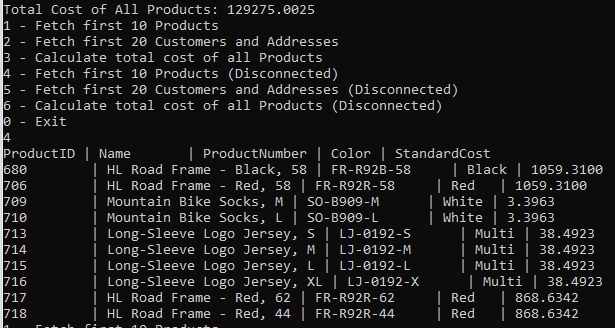 Total Cost of All Products: 129275.0025
1 - Fetch first 10 Products
2 - Fetch first 20 Customers and Addresses
3 - Calculate total cost of all Products
4 - Fetch first 10 Products (Disconnected)
5 - Fetch first 20 Customers and Addresses (Disconnected)
6 - Calculate total cost of all Products (Disconnected)
0 - Exit
4
ProductID | Name | ProductNumber | Color | StandardCost
680 | HL Road Frame - Black, 58 | FR-R92B-58 | Black | 1059.3100
706 | HL Road Frame - Red, 58 | FR-R92R-58 | Red | 1059.3100
709 | Mountain Bike Socks, M | SO-B909-M | White | 3.3963
710 | Mountain Bike Socks, L | SO-B909-L | White | 3.3963
713 | Long-Sleeve Logo Jersey, S | LJ-0192-S | Multi | 38.4923
714 | Long-Sleeve Logo Jersey, M | LJ-0192-M | Multi | 38.4923
715 | Long-Sleeve Logo Jersey, L | LJ-0192-L | Multi | 38.4923
716 | Long-Sleeve Logo Jersey, XL | LJ-0192-X | Multi | 38.4923
717 | HL Road Frame - Red, 62 | FR-R92R-62 | Red | 868.6342
718 | HL Road Frame - Red, 44 | FR-R92R-44 | Red | 868.6342
1 - Fetch first 10 Products